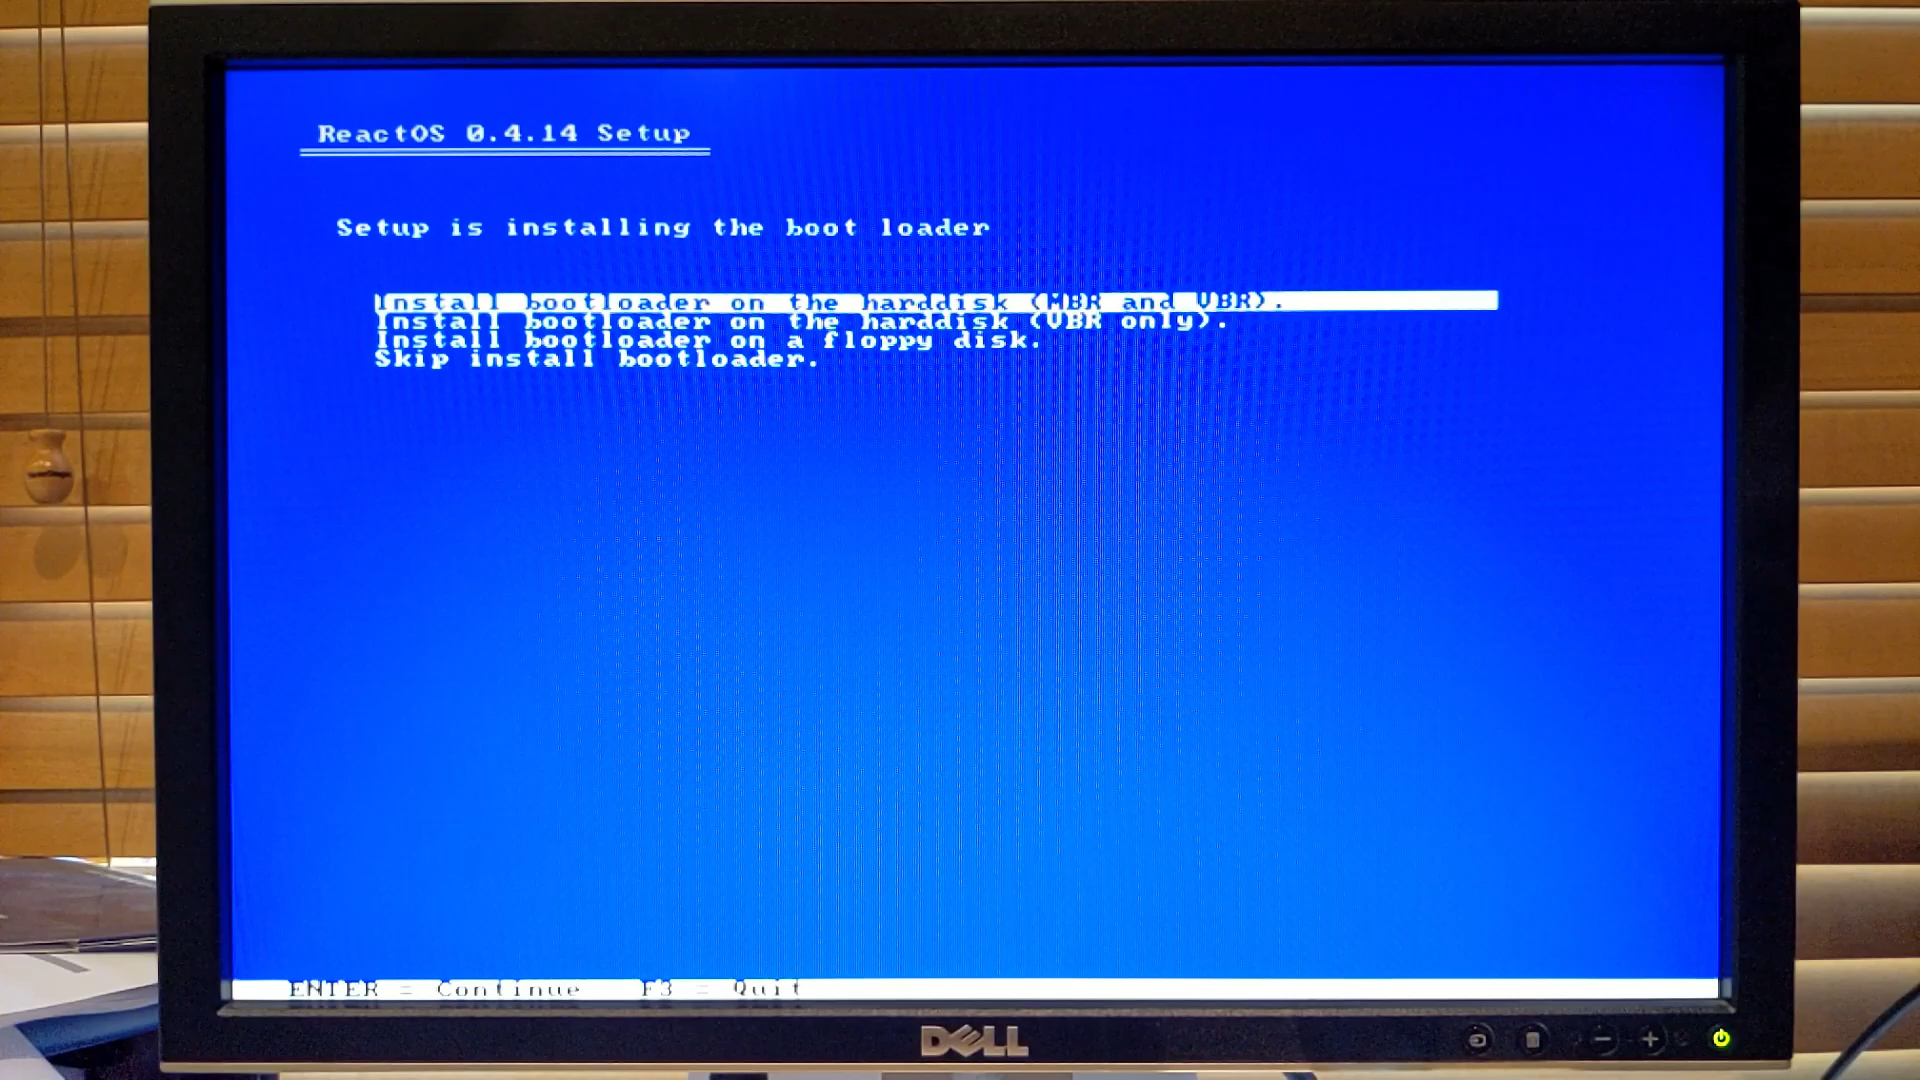 ReactOS 0.4.14 Setup
Setup is installing the boot loader
Install bootloader on the harddisk (MBR and VBR).
Install bootloader on the harddisk (VBR only).
Install bootloader on a floppy disk.
Skip install bootloader.
ENTER = Continue F3 = Quit
DELL